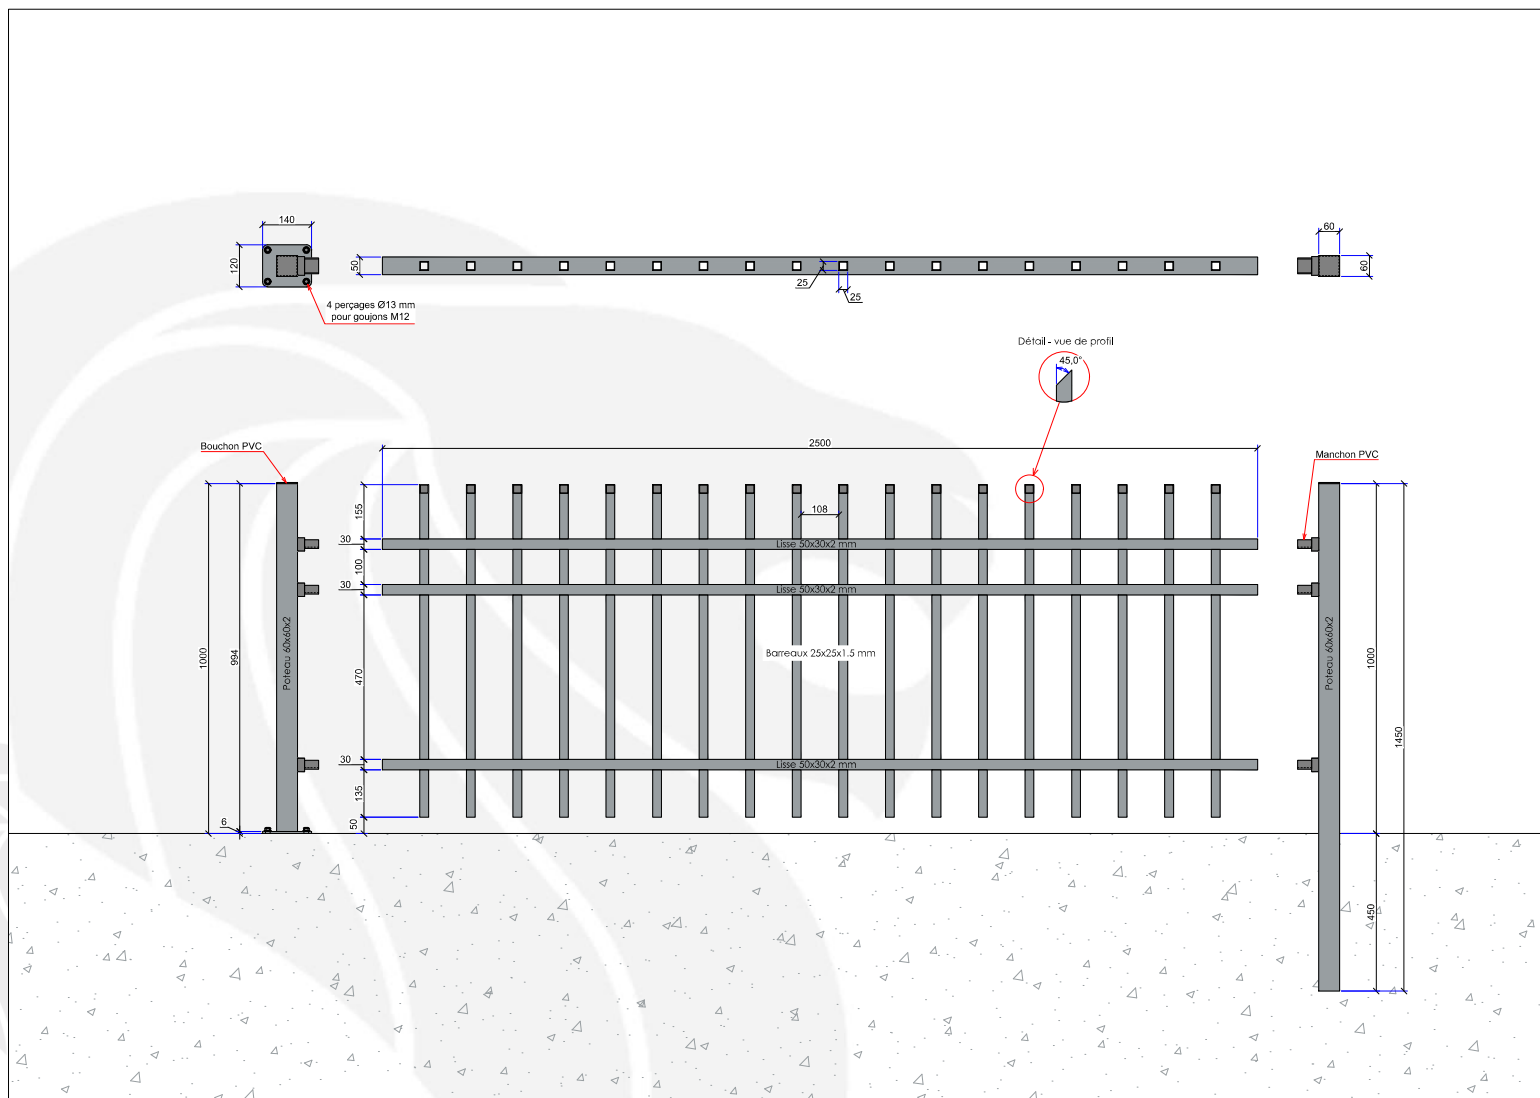 140
120
4 perçages Ø13 mm
pour goujons M12
50
25
25
60
60
Détail - vue de profil
45,0°
Bouchon PVC
2500
Manchon PVC
155
108
30
Lisse 50x30x2 mm
100
30
Lisse 50x30x2 mm
1000
994
Poteau 60x60x2
470
Barreaux 25x25x1.5 mm
Poteau 60x60x2
1000
1450
30
Lisse 50x30x2 mm
135
6
50
450